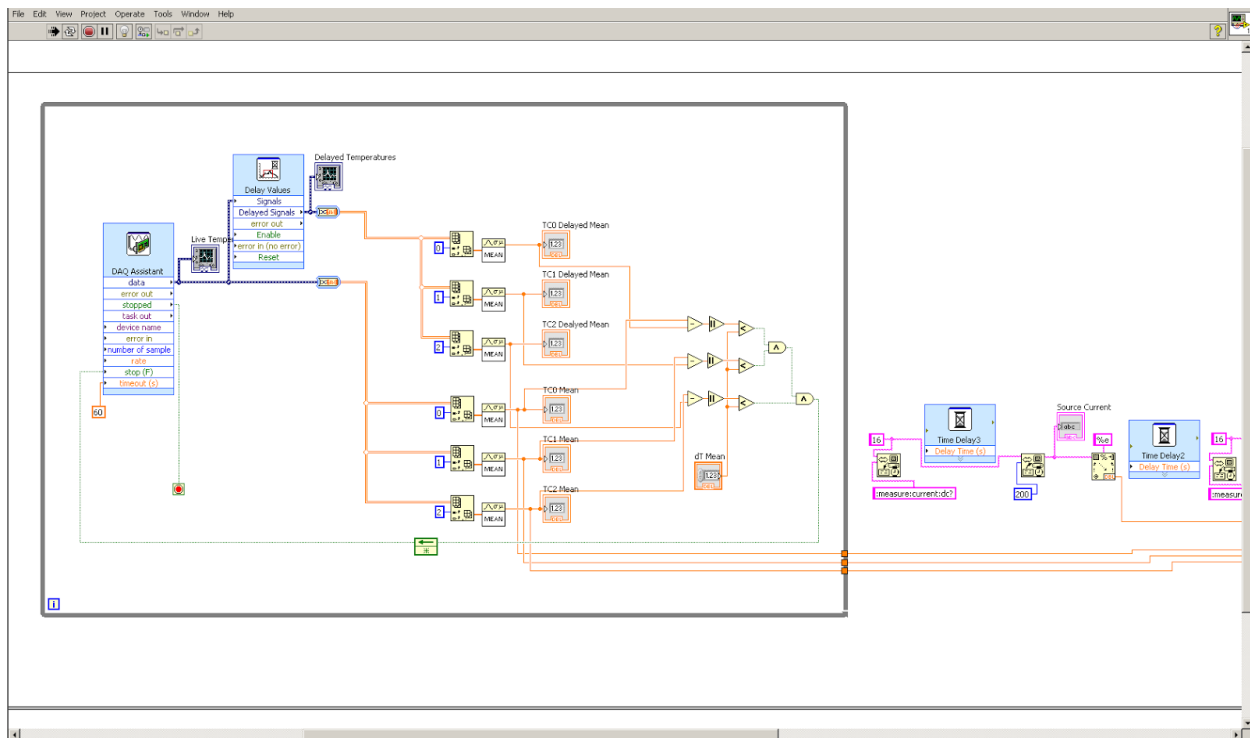 File Edit View Project Operate Tools Window Help
?
Delayed Temperatures
Delay Values
Signals
Delayed Signals
error out
Enable
error in (no error)
Reset
Live Temper
DAQ Assistant
data
error out
stopped
task out
device name
error in
number of sample
rate
stop (F)
timeout (s)
60
TC0 Delayed Mean
0
MEAN
1.23
TC1 Delayed Mean
1
MEAN
1.23
TC2 Dealyed Mean
2
MEAN
1.23
TC0 Mean
0
MEAN
1.23
TC1 Mean
1
MEAN
1.23
TC2 Mean
2
MEAN
1.23
dT Mean
1.23
i
16
Time Delay3
Delay Time (s)
:measure:current:dc?
200
Source Current
abc
%e
Time Delay2
Delay Time (s)
16
:measure